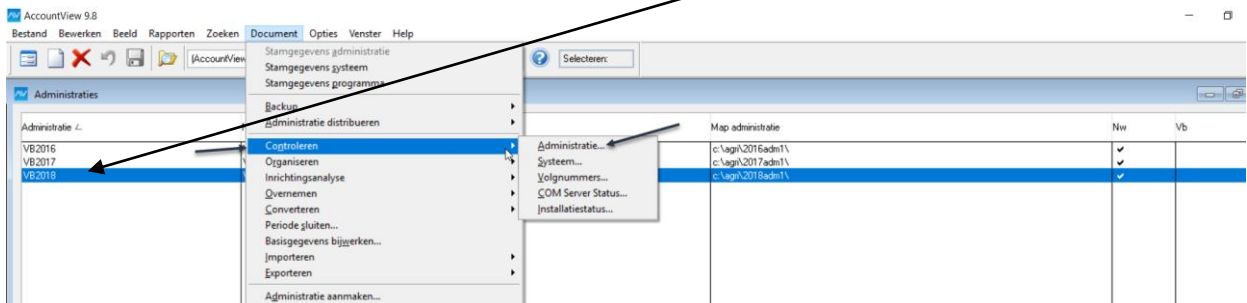 AccountView 9.8
Bestand Bewerken Beeld Rapporten Zoeken Document Opties Venster Help
|AccountView
Selecteren:
Administraties
Administratie
Map administratie
Nw
Vb
VB2016
c:\agri\2016adm1\
VB2017
c:\agri\2017adm1\
VB2018
c:\agri\2018adm1\
Stamgegevens administratie
Stamgegevens systeem
Stamgegevens programma
Backup
Administratie distribueren
Controleren
Organiseren
Inrichtingsanalyse
Overnemen
Converteren
Periode sluiten...
Basisgegevens bijwerken...
Importeren
Exporteren
Administratie aanmaken...
Administratie...
Systeem...
Volgnummers...
COM Server Status...
Installatiestatus...